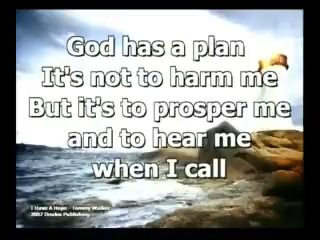 God has a plan
It's not to harm me
But it's to prosper me
and to hear me
when I call
I Have A Hope - Tommy Walker
2007 Doulos Publishing